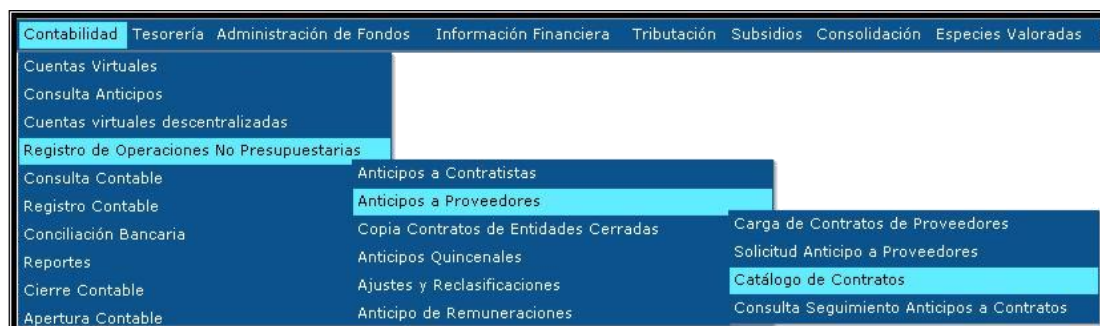 Contabilidad Tesorería Administración de Fondos Información Financiera Tributación Subsidios Consolidación Especies Valoradas
Cuentas Virtuales
Consulta Anticipos
Cuentas virtuales descentralizadas
Registro de Operaciones No Presupuestarias
Consulta Contable
Registro Contable
Conciliación Bancaria
Reportes
Cierre Contable
Apertura Contable
Anticipos a Contratistas
Anticipos a Proveedores
Copia Contratos de Entidades Cerradas
Anticipos Quincenales
Ajustes y Reclasificaciones
Anticipo de Remuneraciones
Carga de Contratos de Proveedores
Solicitud Anticipo a Proveedores
Catálogo de Contratos
Consulta Seguimiento Anticipos a Contratos